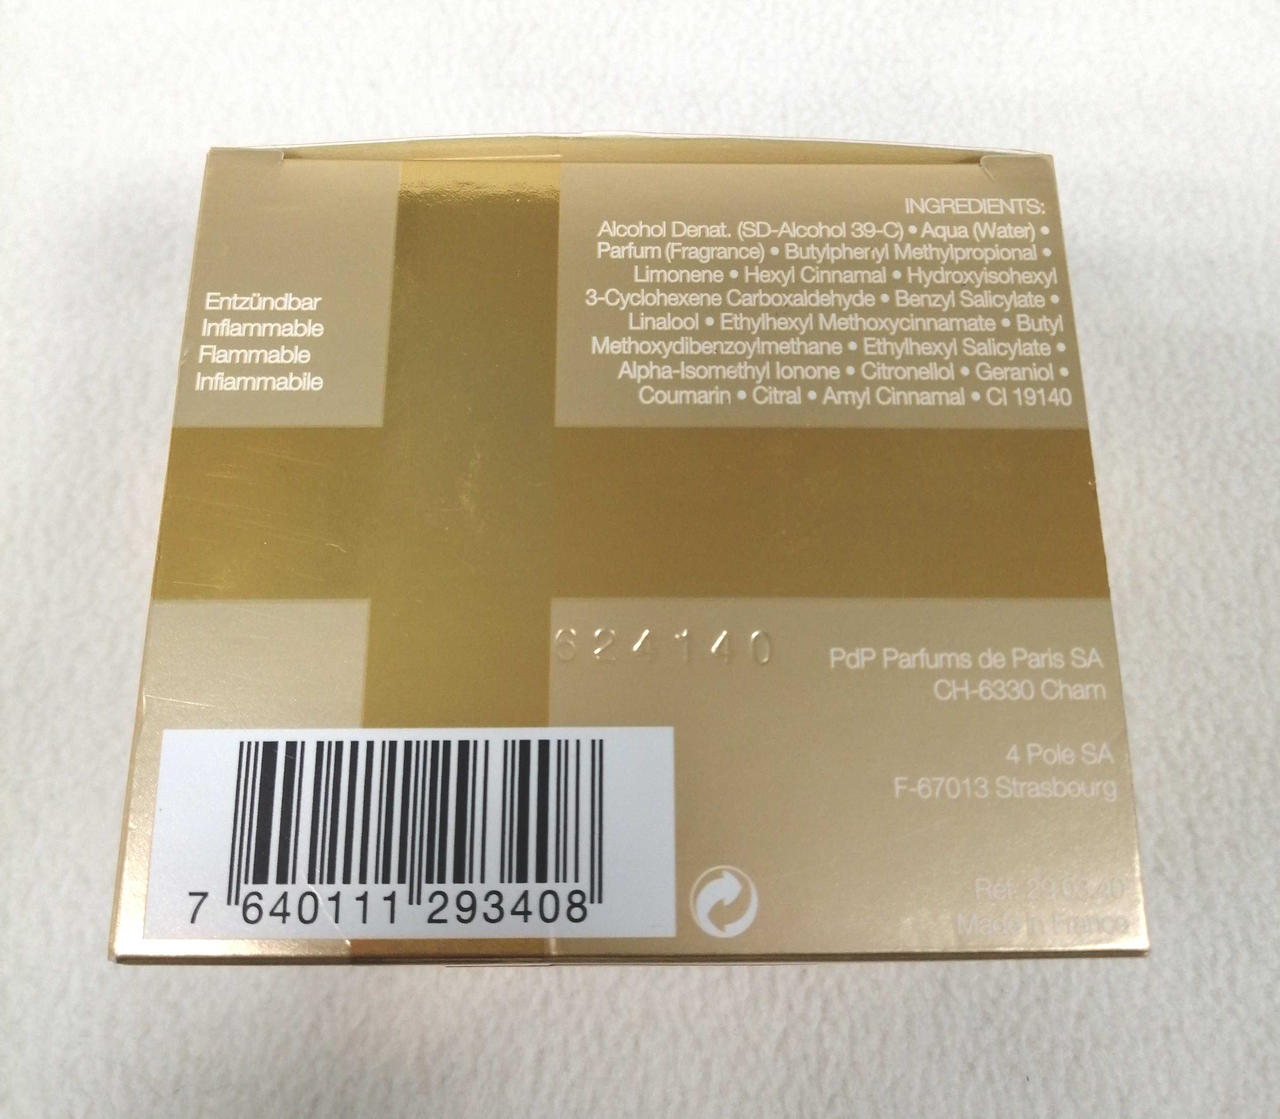 INGREDIENTS:
Alcohol Denat. (SD-Alcohol 39-C) • Aqua (Water) •
Parfum (Fragrance) • Butylphenyl Methylpropional •
Limonene • Hexyl Cinnamal • Hydroxyisohexyl
3-Cyclohexene Carboxaldehyde • Benzyl Salicylate •
Linalool • Ethylhexyl Methoxycinnamate • Butyl
Methoxydibenzoylmethane • Ethylhexyl Salicylate •
Alpha-Isomethyl Ionone • Citronellol • Geraniol •
Coumarin • Citral • Amyl Cinnamal • CI 19140
Entzündbar
Inflammable
Flammable
Infiammabile
624140
PdP Parfums de Paris SA
CH-6330 Cham
4 Pole SA
F-67013 Strasbourg
Réf.
Made in France
7 640111 293408